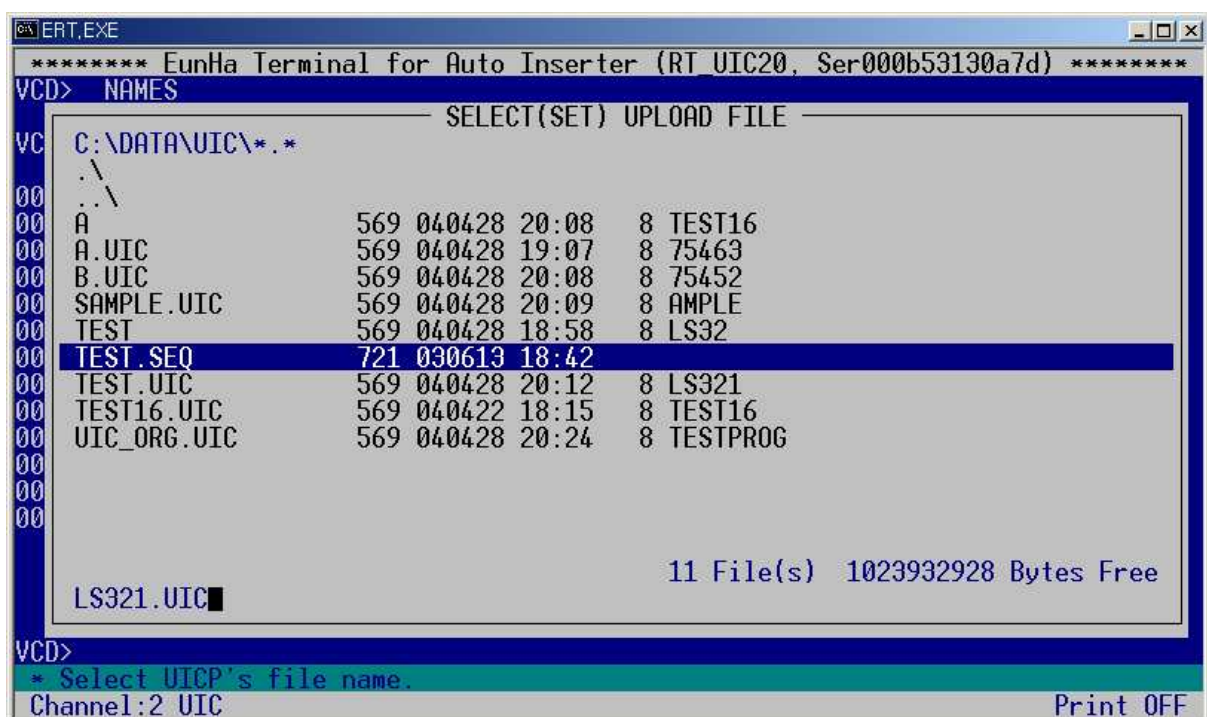 ERT.EXE
******** EunHa Terminal for Auto Inserter (RT_UIC20, Ser000b53130a7d) ********
VCD> NAMES
SELECT(SET) UPLOAD FILE
VC C:\DATA\UIC\*.*
.\
00 ..\
00 A 569 040428 20:08 8 TEST16
00 A.UIC 569 040428 19:07 8 75463
00 B.UIC 569 040428 20:08 8 75452
00 SAMPLE.UIC 569 040428 20:09 8 AMPLE
00 TEST 569 040428 18:58 8 LS32
00 TEST.SEQ 721 030613 18:42
00 TEST.UIC 569 040428 20:12 8 LS321
00 TEST16.UIC 569 040422 18:15 8 TEST16
00 UIC_ORG.UIC 569 040428 20:24 8 TESTPROG
00
00
00
11 File(s) 1023932928 Bytes Free
LS321.UIC
VCD>
* Select UICP's file name.
Channel:2 UIC Print OFF